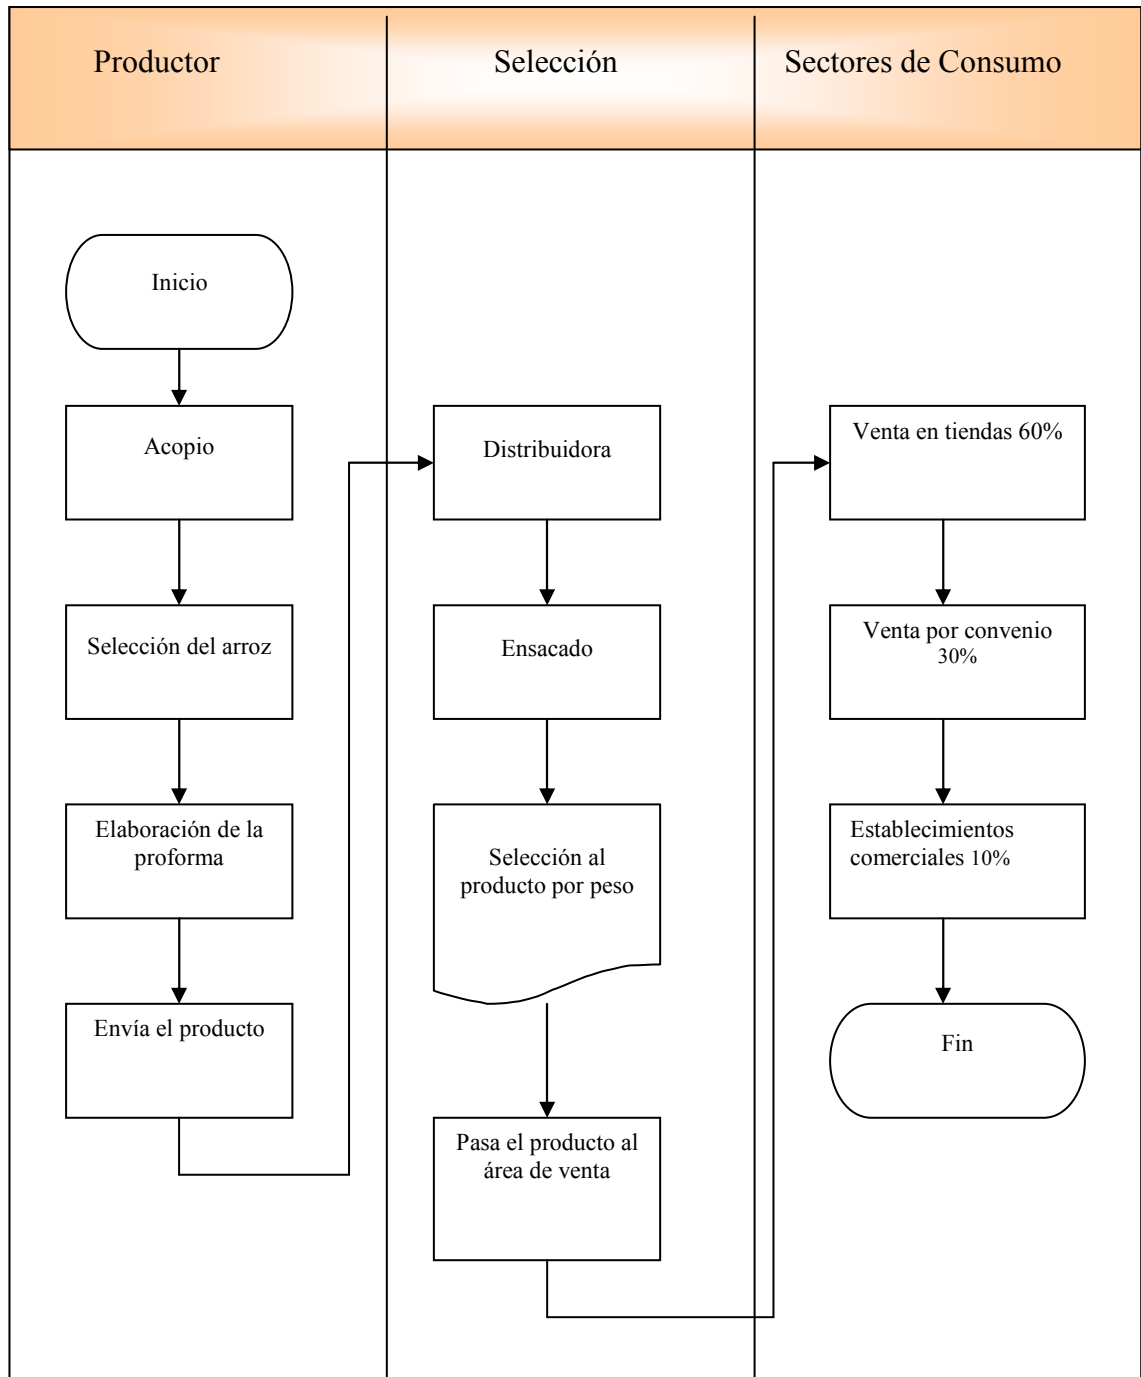 Productor
Selección
Sectores de Consumo
Inicio
Acopio
Selección del arroz
Elaboración de la
proforma
Envía el producto
Distribuidora
Ensacado
Selección al
producto por peso
Pasa el producto al
área de venta
Venta en tiendas 60%
Venta por convenio
30%
Establecimientos
comerciales 10%
Fin